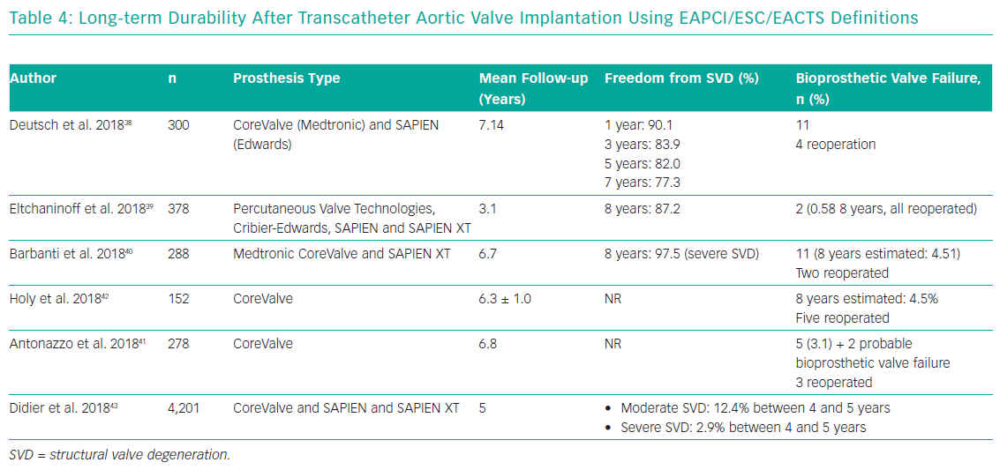 Table 4: Long-term Durability After Transcatheter Aortic Valve Implantation Using EAPCI/ESC/EACTS Definitions
Author n Prosthesis Type Mean Follow-up (Years) Freedom from SVD (%) Bioprosthetic Valve Failure, n (%)
Deutsch et al. 2018³⁸ 300 CoreValve (Medtronic) and SAPIEN (Edwards) 7.14 1 year: 90.1 11
3 years: 83.9 4 reoperation
5 years: 82.0
7 years: 77.3
Eltchaninoff et al. 2018³⁹ 378 Percutaneous Valve Technologies, Cribier-Edwards, SAPIEN and SAPIEN XT 3.1 8 years: 87.2 2 (0.58 8 years, all reoperated)
Barbanti et al. 2018⁴⁰ 288 Medtronic CoreValve and SAPIEN XT 6.7 8 years: 97.5 (severe SVD) 11 (8 years estimated: 4.51)
Two reoperated
Holy et al. 2018⁴² 152 CoreValve 6.3 ± 1.0 NR 8 years estimated: 4.5%
Five reoperated
Antonazzo et al. 2018⁴¹ 278 CoreValve 6.8 NR 5 (3.1) + 2 probable
bioprosthetic valve failure
3 reoperated
Didier et al. 2018⁴³ 4,201 CoreValve and SAPIEN and SAPIEN XT 5 • Moderate SVD: 12.4% between 4 and 5 years
• Severe SVD: 2.9% between 4 and 5 years
SVD = structural valve degeneration.